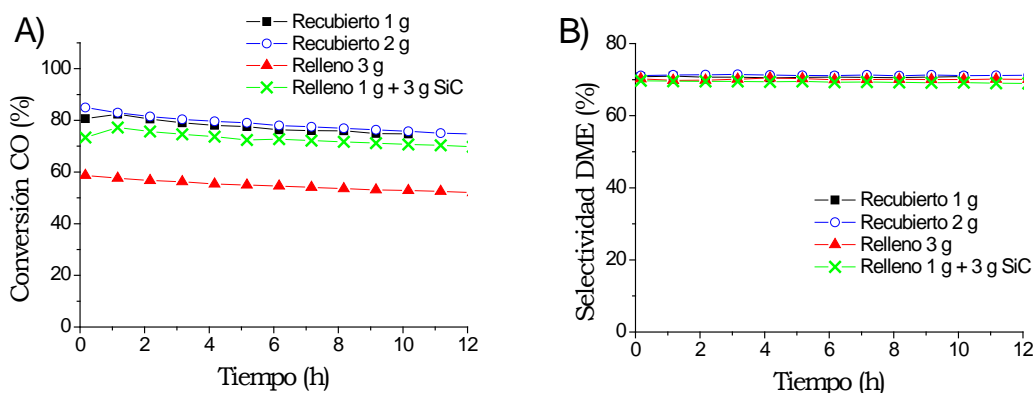 A)
Recubierto 1 g
Recubierto 2 g
Relleno 3 g
Relleno 1 g + 3 g SiC
Conversión CO (%)
100
80
60
40
20
0
0 2 4 6 8 10 12
Tiempo (h)
B)
Selectividad DME (%)
80
60
40
20
0
Recubierto 1 g
Recubierto 2 g
Relleno 3 g
Relleno 1 g + 3 g SiC
0 2 4 6 8 10 12
Tiempo (h)